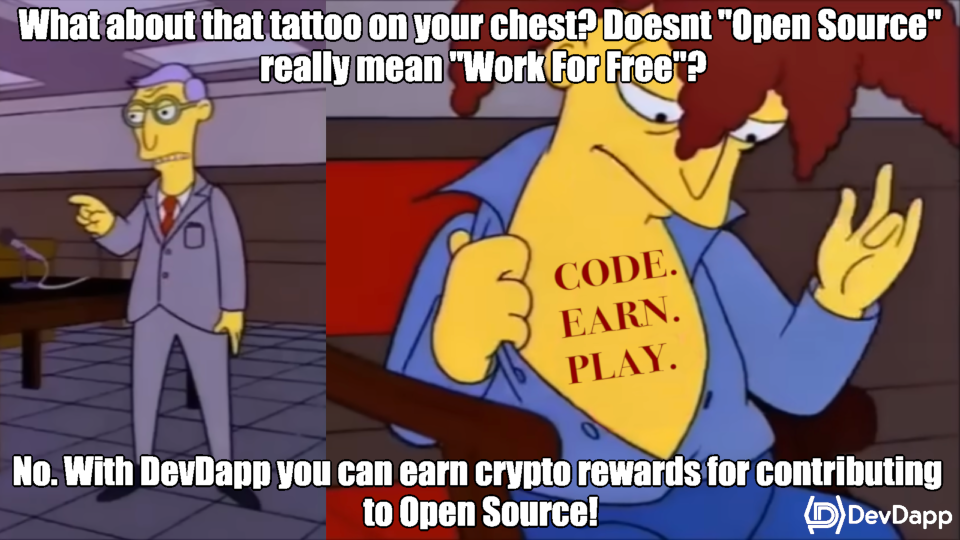 What about that tattoo on your chest? Doesnt "Open Source"
really mean "Work For Free"?
CODE.
EARN.
PLAY.
No. With DevDapp you can earn crypto rewards for contributing
to Open Source!
DevDapp